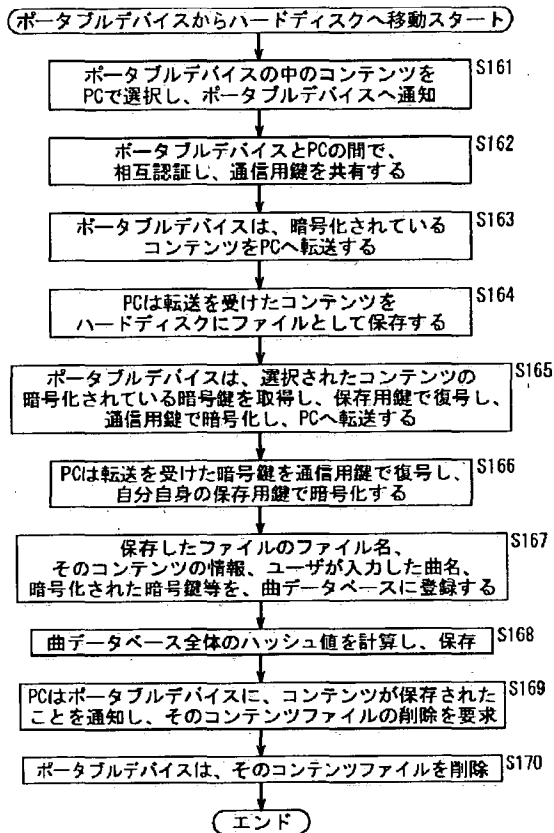 ポータブルデバイスからハードディスクへ移動スタート
S161
ポータブルデバイスの中のコンテンツを
PCで選択し、ポータブルデバイスへ通知
S162
ポータブルデバイスとPCの間で、
相互認証し、通信用鍵を共有する
S163
ポータブルデバイスは、暗号化されている
コンテンツをPCへ転送する
S164
PCは転送を受けたコンテンツを
ハードディスクにファイルとして保存する
S165
ポータブルデバイスは、選択されたコンテンツの
暗号化されている暗号鍵を取得し、保存用鍵で復号し、
通信用鍵で暗号化し、PCへ転送する
S166
PCは転送を受けた暗号鍵を通信用鍵で復号し、
自分自身の保存用鍵で暗号化する
S167
保存したファイルのファイル名、
そのコンテンツの情報、ユーザが入力した曲名、
暗号化された暗号鍵等を、曲データベースに登録する
曲データベース全体のハッシュ値を計算し、保存
S168
S169
PCはポータブルデバイスに、コンテンツが保存された
ことを通知し、そのコンテンツファイルの削除を要求
ポータブルデバイスは、そのコンテンツファイルを削除
S170
エンド